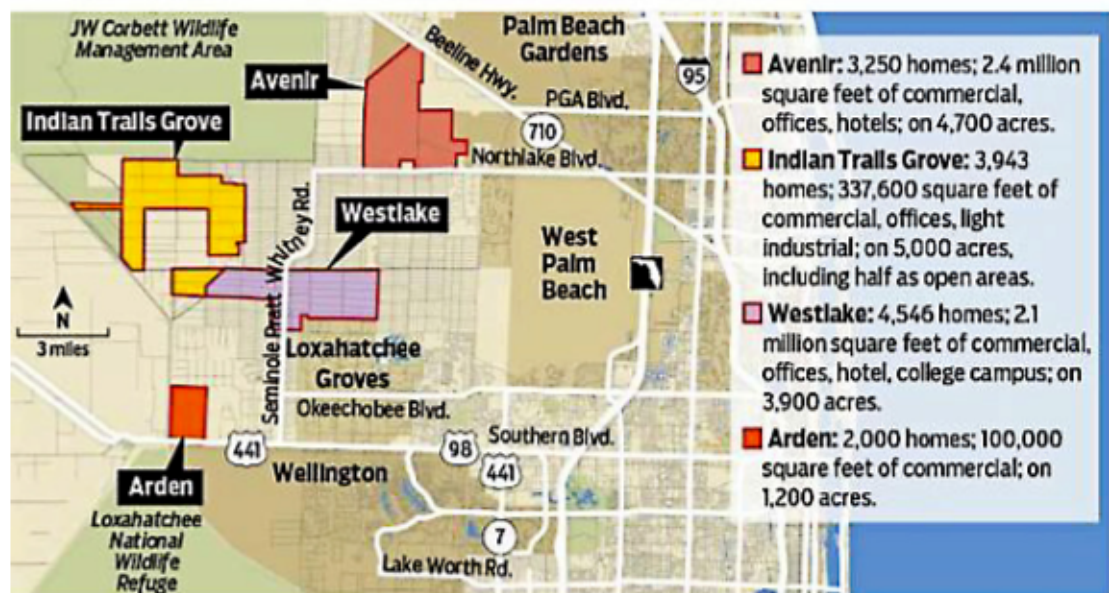 JW Corbett Wildlife
Management Area
Avenir
Indian Trails Grove
Beeline Hwy.
Palm Beach
Gardens
95
PGA Blvd.
710
Northlake Blvd.
Westlake
Seminole Pratt Whitney Rd.
West
Palm
Beach
N
3 miles
Loxahatchee
Groves
Okeechobee Blvd.
441
98
Southern Blvd.
441
Wellington
Arden
Loxahatchee
National
Wildlife
Refuge
7
Lake Worth Rd.
Avenir: 3,250 homes; 2.4 million
square feet of commercial,
offices, hotels; on 4,700 acres.
Indian Trails Grove: 3,943
homes; 337,600 square feet of
commercial, offices, light
industrial; on 5,000 acres,
including half as open areas.
Westlake: 4,546 homes; 2.1
million square feet of commercial,
offices, hotel, college campus; on
3,900 acres.
Arden: 2,000 homes; 100,000
square feet of commercial; on
1,200 acres.